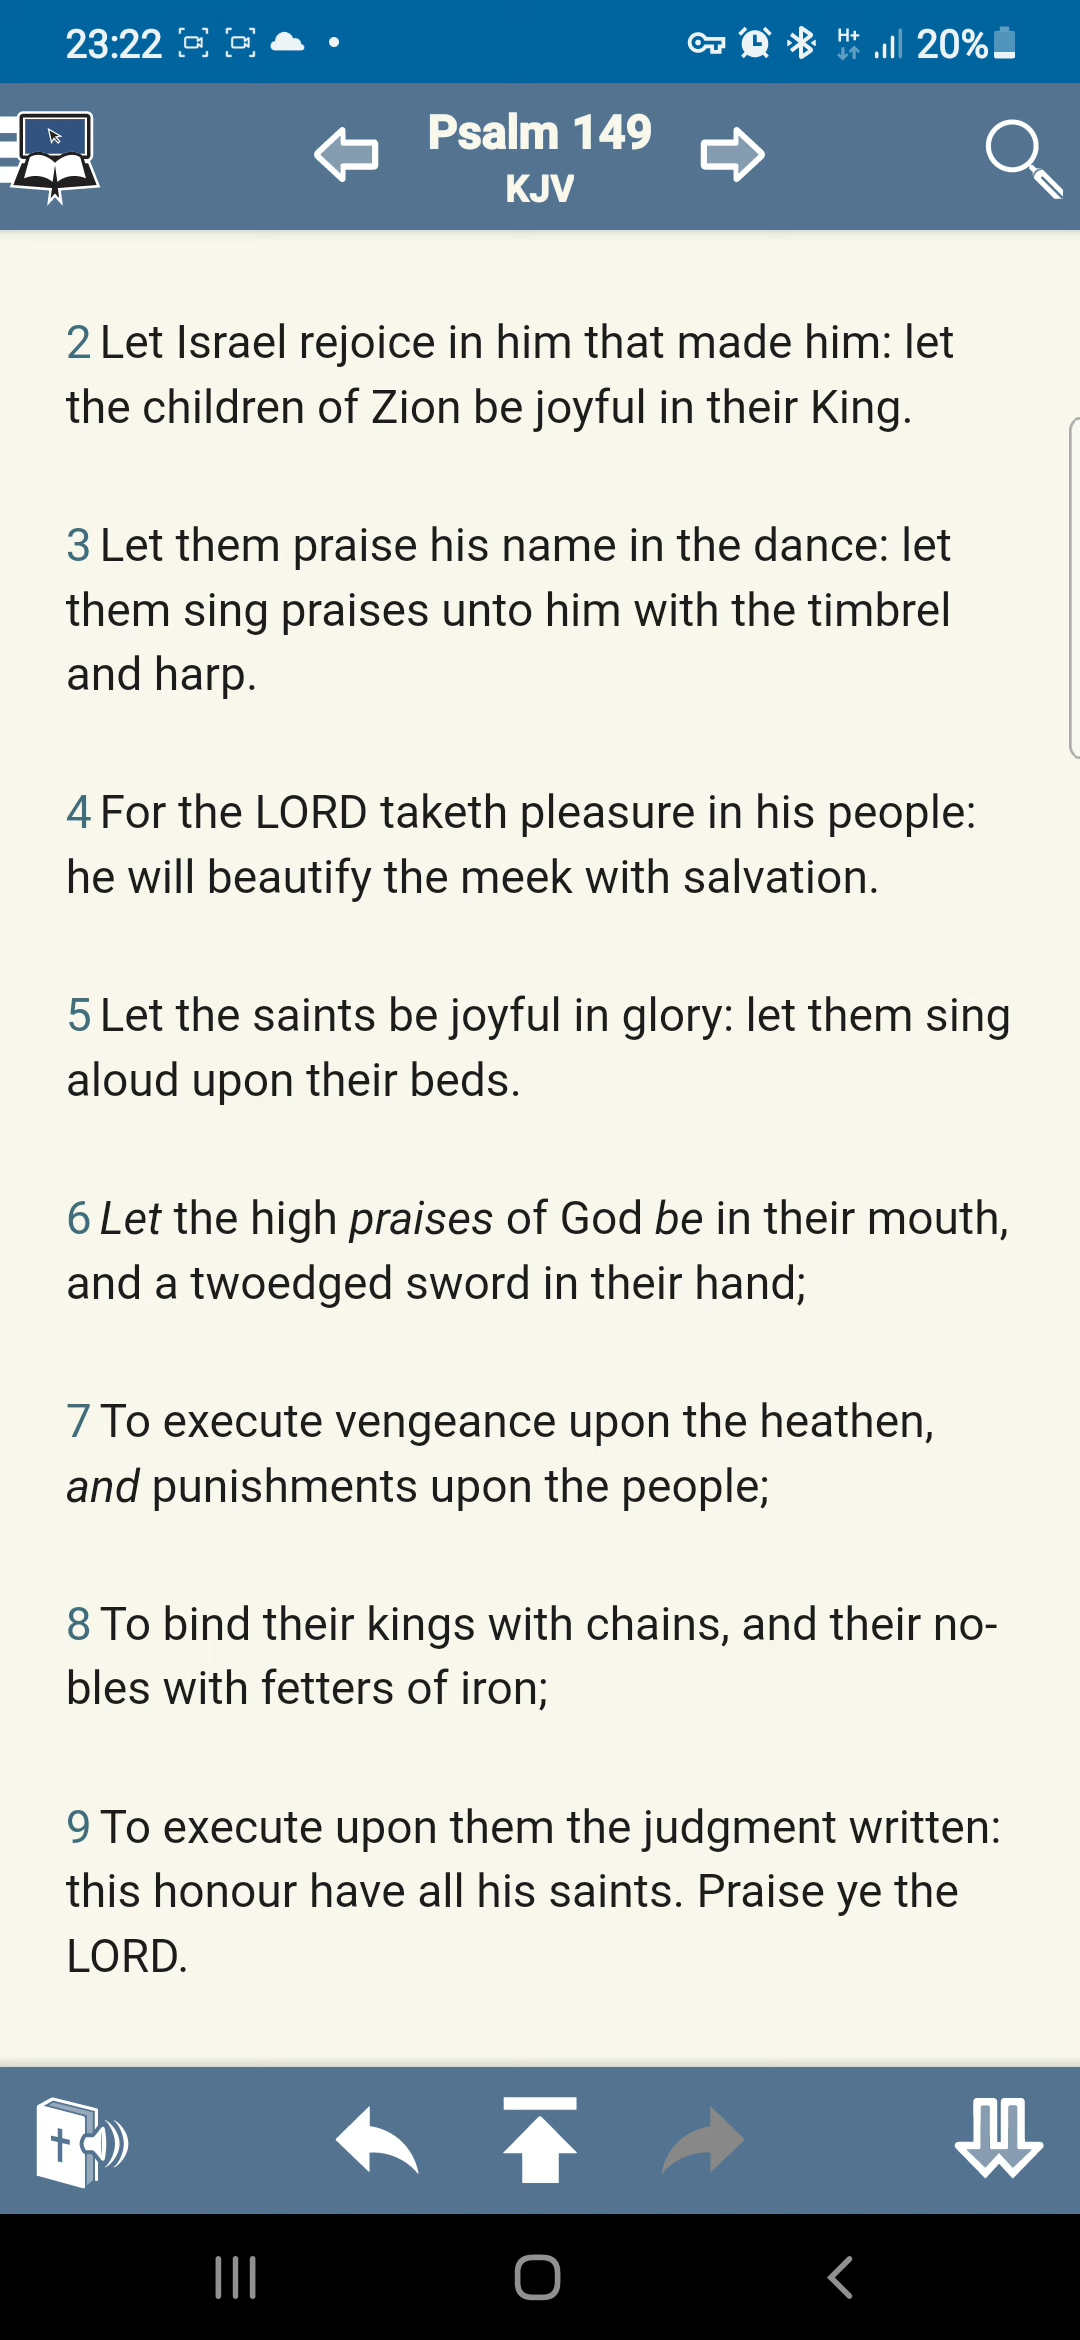 23:22
H+
20%
Psalm 149
KJV
2 Let Israel rejoice in him that made him: let
the children of Zion be joyful in their King.
3 Let them praise his name in the dance: let
them sing praises unto him with the timbrel
and harp.
4 For the LORD taketh pleasure in his people:
he will beautify the meek with salvation.
5 Let the saints be joyful in glory: let them sing
aloud upon their beds.
6 Let the high praises of God be in their mouth,
and a twoedged sword in their hand;
7 To execute vengeance upon the heathen,
and punishments upon the people;
8 To bind their kings with chains, and their no-
bles with fetters of iron;
9 To execute upon them the judgment written:
this honour have all his saints. Praise ye the
LORD.